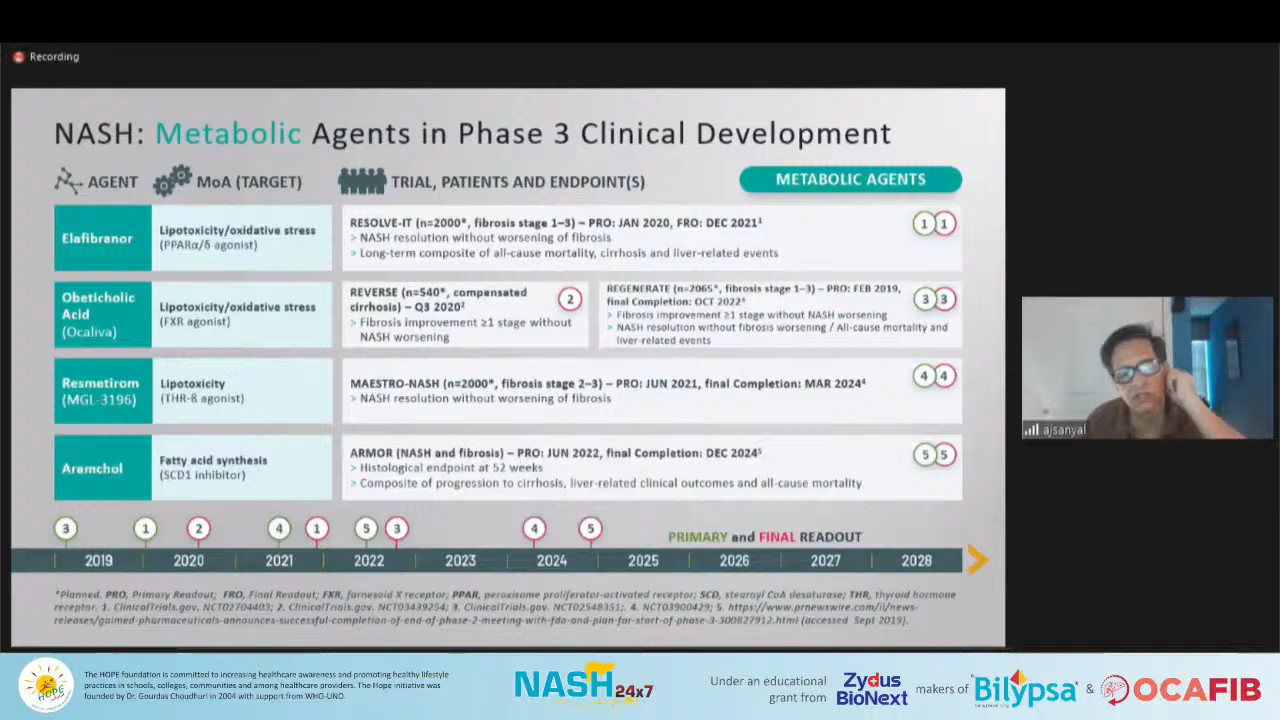 Recording
NASH: Metabolic Agents in Phase 3 Clinical Development
AGENT
MoA (TARGET)
TRIAL, PATIENTS AND ENDPOINT(S)
METABOLIC AGENTS
Elafibranor
Lipotoxicity/oxidative stress
(PPARα/δ agonist)
RESOLVE-IT (n=2000*, fibrosis stage 1–3) – PRO: JAN 2020, FRO: DEC 2021¹
> NASH resolution without worsening of fibrosis
> Long-term composite of all-cause mortality, cirrhosis and liver-related events
1 1
Obeticholic
Acid
(Ocaliva)
Lipotoxicity/oxidative stress
(FXR agonist)
REVERSE (n=540*, compensated
cirrhosis) – Q3 2020²
> Fibrosis improvement ≥1 stage without
NASH worsening
2
REGENERATE (n=2065*, fibrosis stage 1–3) – PRO: FEB 2019,
final Completion: OCT 2022³
> Fibrosis improvement ≥1 stage without NASH worsening
> NASH resolution without fibrosis worsening / All-cause mortality and
liver-related events
3 3
Resmetirom
(MGL-3196)
Lipotoxicity
(THR-ß agonist)
MAESTRO-NASH (n=2000*, fibrosis stage 2–3) – PRO: JUN 2021, final Completion: MAR 2024⁴
> NASH resolution without worsening of fibrosis
4 4
Aramchol
Fatty acid synthesis
(SCD1 inhibitor)
ARMOR (NASH and fibrosis) – PRO: JUN 2022, final Completion: DEC 2024⁵
> Histological endpoint at 52 weeks
> Composite of progression to cirrhosis, liver-related clinical outcomes and all-cause mortality
5 5
3 1 2 4 1 5 3 4 5
PRIMARY and FINAL READOUT
2019 2020 2021 2022 2023 2024 2025 2026 2027 2028
*Planned. PRO, Primary Readout; FRO, Final Readout; FXR, farnesoid X receptor; PPAR, peroxisome proliferator-activated receptor; SCD, stearoyl CoA desaturase; THR, thyroid hormone
receptor. 1. ClinicalTrials.gov. NCT02704403; 2. ClinicalTrials.gov. NCT03439254; 3. ClinicalTrials.gov. NCT02548351; 4. NCT03900429; 5. https://www.prnewswire.com/il/news-
releases/galmed-pharmaceuticals-announces-successful-completion-of-end-of-phase-2-meeting-with-fda-and-plan-for-start-of-phase-3-300827912.html (accessed Sept 2019).
ajsanyal
HOPE
The HOPE foundation is committed to increasing healthcare awareness and promoting healthy lifestyle
practices in schools, colleges, communities and among healthcare providers. The Hope initiative was
founded by Dr. Gourdas Choudhuri in 2004 with support from WHO-UNO.
NASH 24x7
Under an educational
grant from
Zydus
BioNext
makers of
Bilypsa
&
OCAFIB